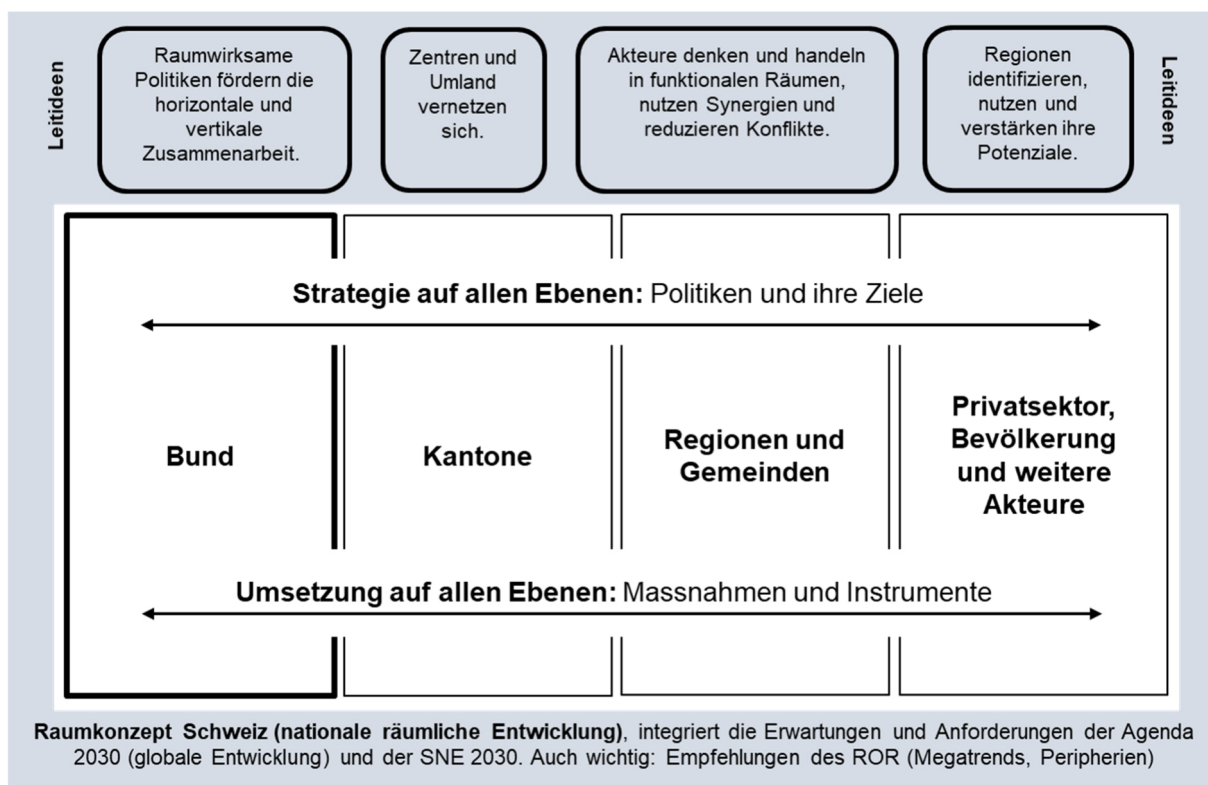 Leitideen
Raumwirksame
Politiken fördern die
horizontale und
vertikale
Zusammenarbeit.
Zentren und
Umland
vernetzen
sich.
Akteure denken und handeln
in funktionalen Räumen,
nutzen Synergien und
reduzieren Konflikte.
Regionen
identifizieren,
nutzen und
verstärken ihre
Potenziale.
Leitideen
Strategie auf allen Ebenen: Politiken und ihre Ziele
Bund
Kantone
Regionen und
Gemeinden
Privatsektor,
Bevölkerung
und weitere
Akteure
Umsetzung auf allen Ebenen: Massnahmen und Instrumente
Raumkonzept Schweiz (nationale räumliche Entwicklung), integriert die Erwartungen und Anforderungen der Agenda
2030 (globale Entwicklung) und der SNE 2030. Auch wichtig: Empfehlungen des ROR (Megatrends, Peripherien)